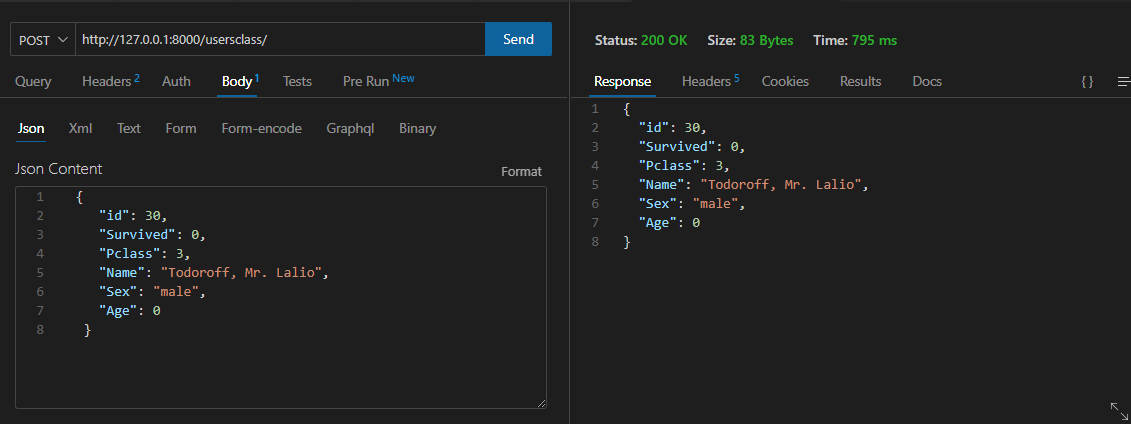 POST http://127.0.0.1:8000/usersclass/ Send
Query Headers 2 Auth Body 1 Tests Pre Run New
Json Xml Text Form Form-encode Graphql Binary
Json Content Format
1 {
2 "id": 30,
3 "Survived": 0,
4 "Pclass": 3,
5 "Name": "Todoroff, Mr. Lalio",
6 "Sex": "male",
7 "Age": 0
8 }
Status: 200 OK Size: 83 Bytes Time: 795 ms
Response Headers 5 Cookies Results Docs { }
1 {
2 "id": 30,
3 "Survived": 0,
4 "Pclass": 3,
5 "Name": "Todoroff, Mr. Lalio",
6 "Sex": "male",
7 "Age": 0
8 }